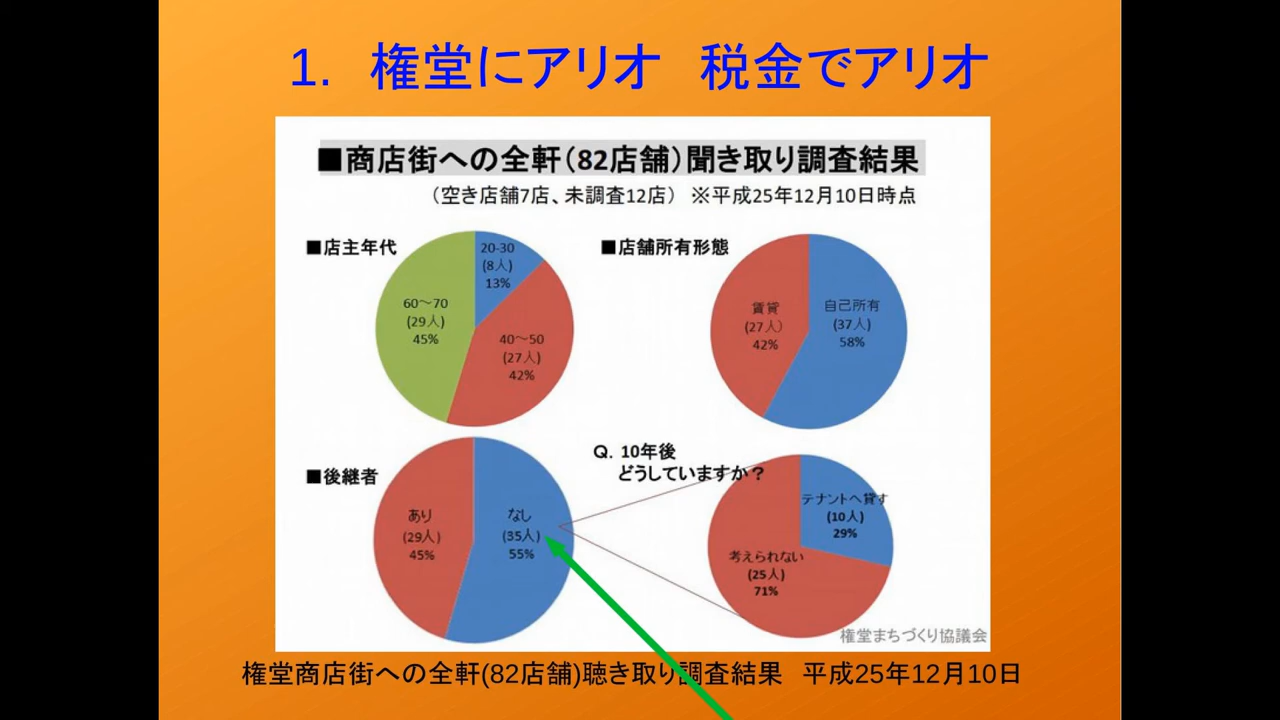 1. 権堂にアリオ 税金でアリオ
■商店街への全軒（82店舗）聞き取り調査結果
（空き店舗7店、未調査12店） ※平成25年12月10日時点
■店主年代
20-30
(8人)
13%
40～50
(27人)
42%
60～70
(29人)
45%
■店舗所有形態
賃貸
(27人)
42%
自己所有
(37人)
58%
■後継者
あり
(29人)
45%
なし
(35人)
55%
Q. 10年後
どうしていますか？
テナントへ貸す
(10人)
29%
考えられない
(25人)
71%
権堂まちづくり協議会
権堂商店街への全軒(82店舗)聴き取り調査結果 平成25年12月10日